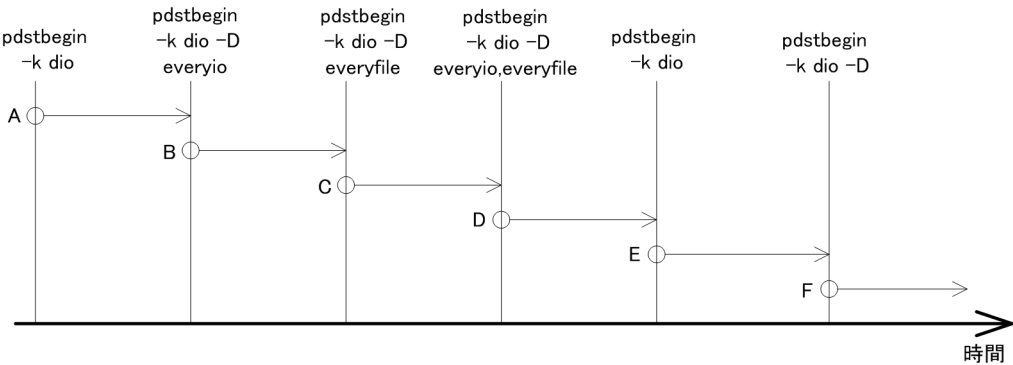 pdstbegin
-k dio
pdstbegin
-k dio -D
everyio
pdstbegin
-k dio -D
everyfile
pdstbegin
-k dio -D
everyio,everyfile
pdstbegin
-k dio
pdstbegin
-k dio -D
A
B
C
D
E
F
時間